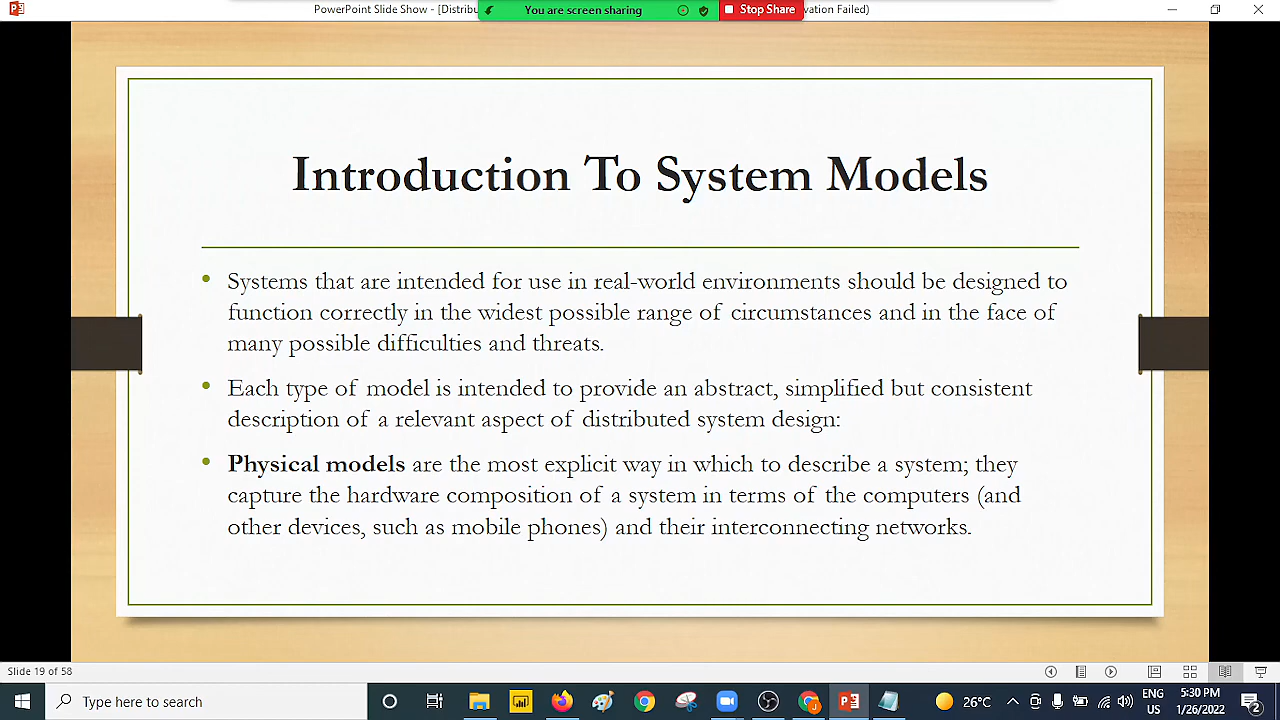 PowerPoint Slide Show - [Distribu
You are screen sharing
Stop Share
vation Failed)
Introduction To System Models
Systems that are intended for use in real-world environments should be designed to
function correctly in the widest possible range of circumstances and in the face of
many possible difficulties and threats.
Each type of model is intended to provide an abstract, simplified but consistent
description of a relevant aspect of distributed system design:
Physical models are the most explicit way in which to describe a system; they
capture the hardware composition of a system in terms of the computers (and
other devices, such as mobile phones) and their interconnecting networks.
Slide 19 of 58
Type here to search
26°C
ENG
US
5:30 PM
1/26/2022
2